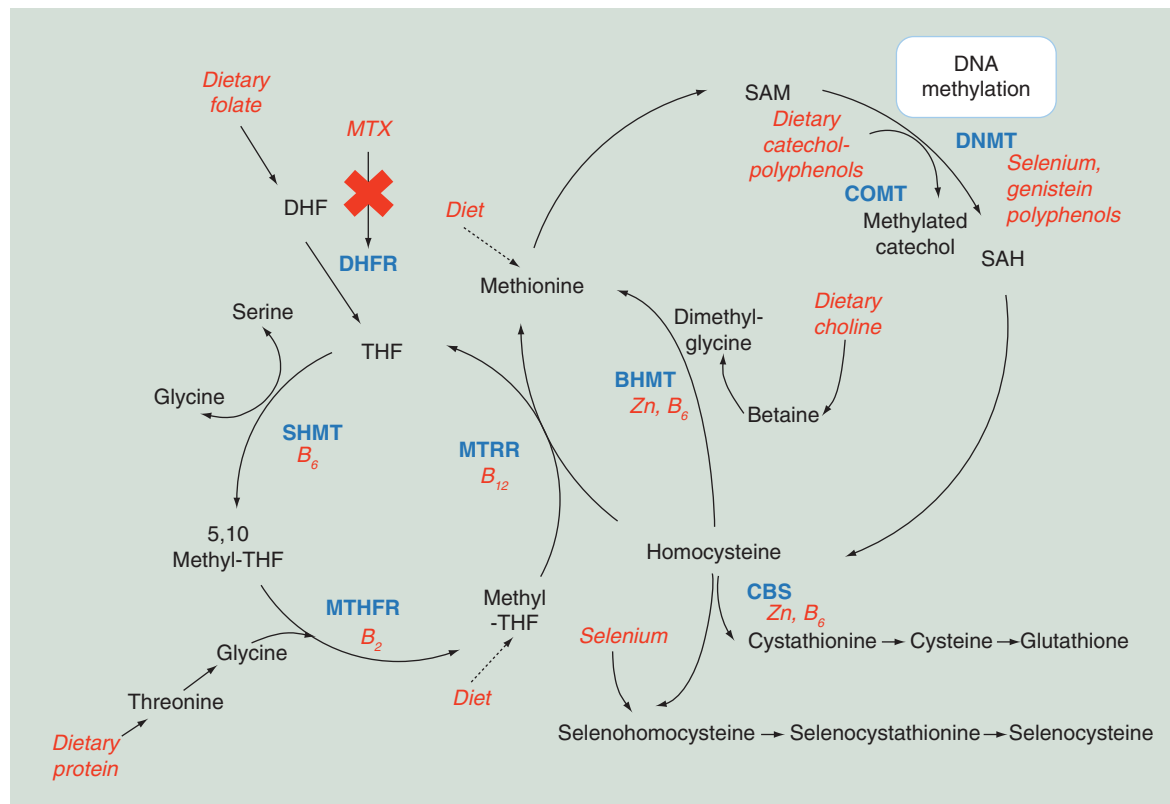 Dietary
folate
MTX
DHF
DHFR
Serine
THF
Glycine
SHMT
B6
5,10
Methyl-THF
MTHFR
B2
Glycine
Threonine
Dietary
protein
Methyl
-THF
Diet
MTRR
B12
Diet
Methionine
SAM
DNA
methylation
Dietary
catechol-
polyphenols
DNMT
Selenium,
genistein
polyphenols
COMT
Methylated
catechol
SAH
Dimethyl-
glycine
Dietary
choline
BHMT
Zn, B6
Betaine
Homocysteine
CBS
Zn, B6
Selenium
Cystathionine → Cysteine → Glutathione
Selenohomocysteine → Selenocystathionine → Selenocysteine